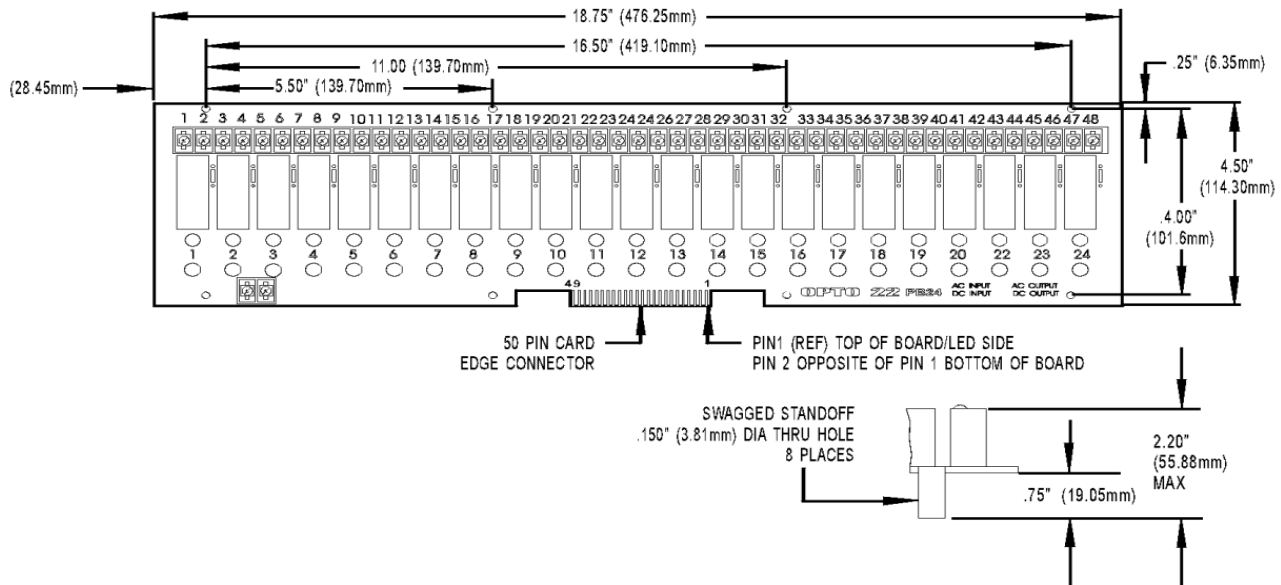 18.75" (476.25mm)
16.50" (419.10mm)
11.00 (139.70mm)
.25" (6.35mm)
(28.45mm)
5.50" (139.70mm)
1 2 3 4 5 6 7 8 9 10 11 12 13 14 15 16 17 18 19 20 21 22 23 24 24 26 27 28 29 30 31 32 33 34 35 36 37 38 39 40 41 42 43 44 45 46 47 48
4.50"
(114.30mm)
.4.00"
(101.6mm)
1 2 3 4 5 6 7 8 9 10 11 12 13 14 15 16 17 18 19 20 22 23 24
49 1
OPTO 22 PB24
AC INPUT AC OUTPUT
DC INPUT DC OUTPUT
50 PIN CARD
EDGE CONNECTOR
PIN1 (REF) TOP OF BOARD/LED SIDE
PIN 2 OPPOSITE OF PIN 1 BOTTOM OF BOARD
SWAGGED STANDOFF
.150" (3.81mm) DIA THRU HOLE
8 PLACES
2.20"
(55.88mm)
MAX
.75" (19.05mm)